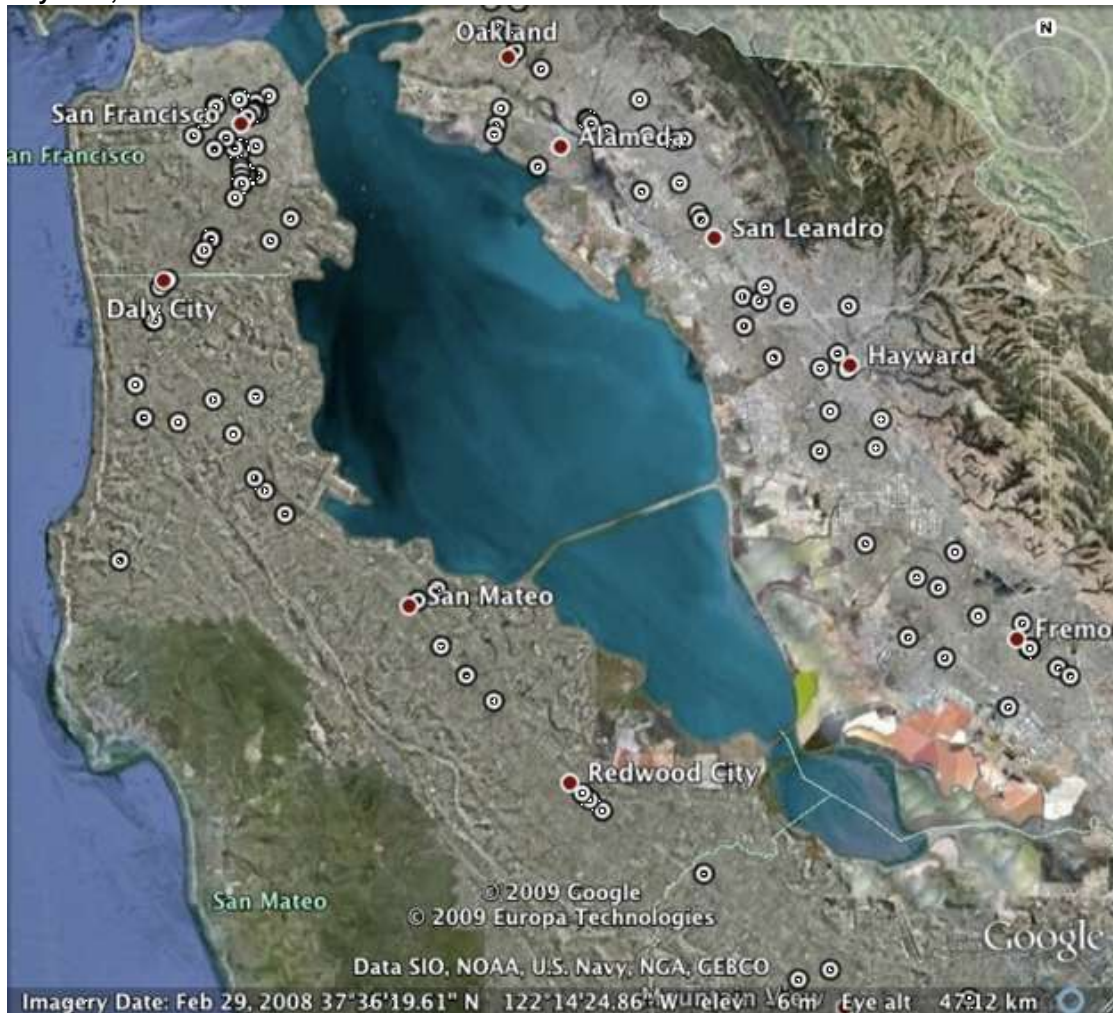 Oakland
N
San Francisco
Alameda
an Francisco
San Leandro
Daly City
Hayward
San Mateo
Fremo
Redwood City
San Mateo
© 2009 Google
© 2009 Europa Technologies
Google
Data SIO, NOAA, U.S. Navy, NGA, GEBCO
Mountain View
Imagery Date: Feb 29, 2008 37°36'19.61" N 122°14'24.86" W elev 6 m Eye alt 47.12 km